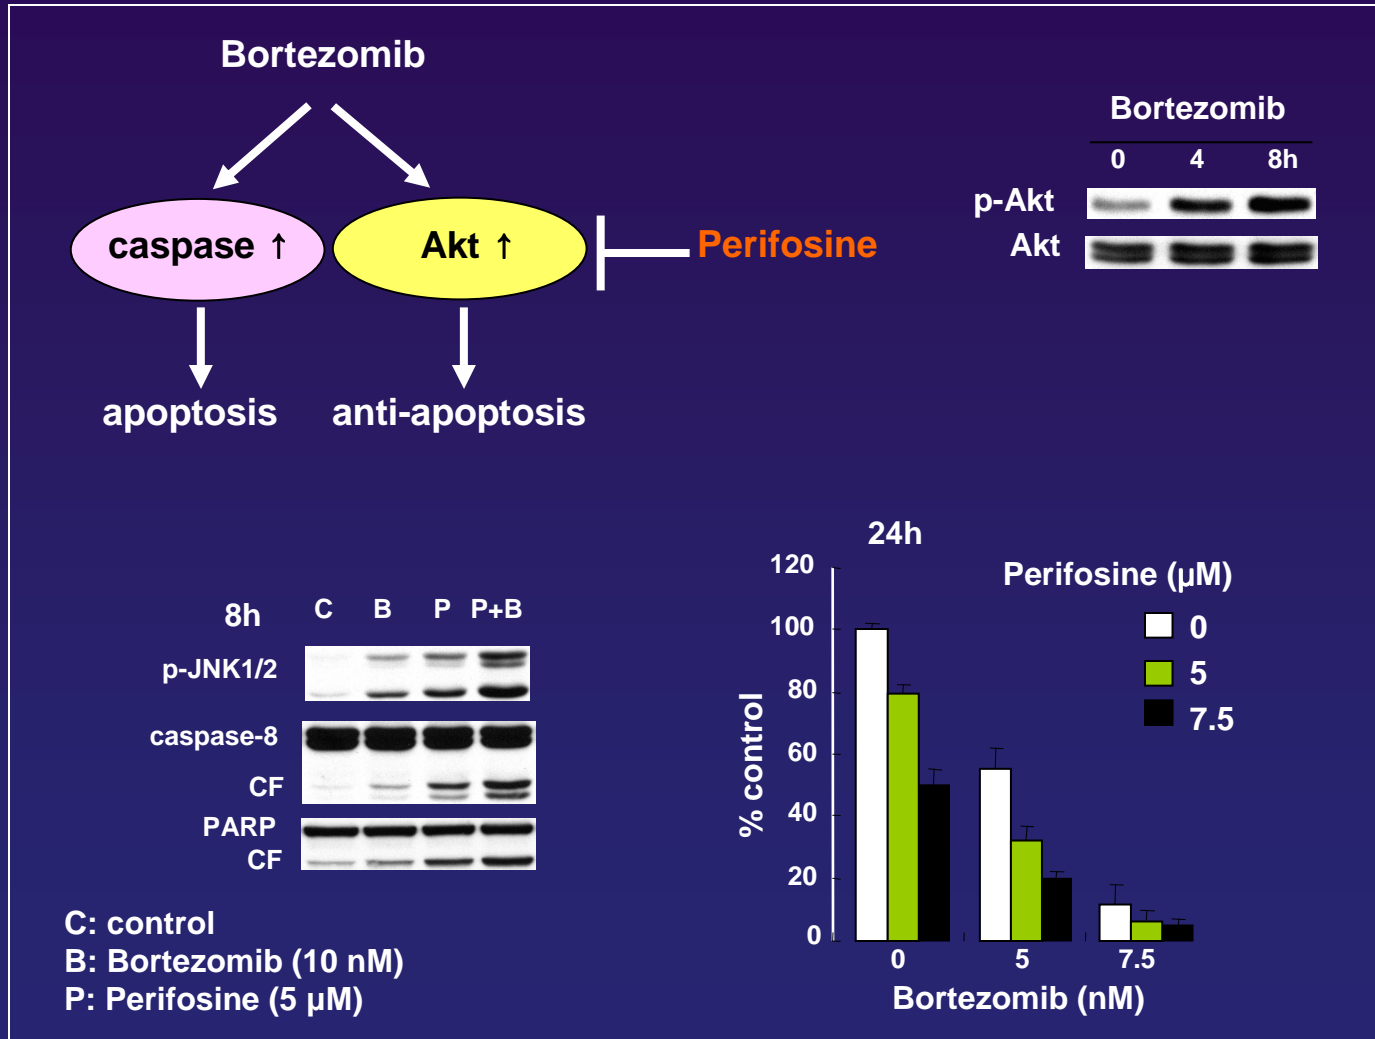 Bortezomib
caspase ↑
Akt ↑
Perifosine
apoptosis
anti-apoptosis
Bortezomib
0 4 8h
p-Akt
Akt
8h C B P P+B
p-JNK1/2
caspase-8
CF
PARP
CF
C: control
B: Bortezomib (10 nM)
P: Perifosine (5 µM)
24h
Perifosine (µM)
0
5
7.5
% control
120
100
80
60
40
20
0
0 5 7.5
Bortezomib (nM)